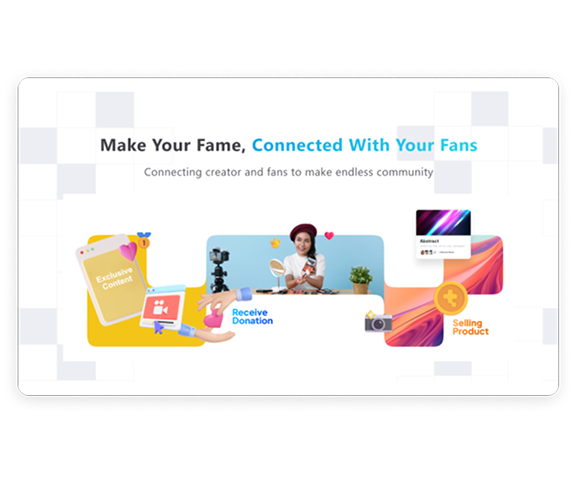 Make Your Fame, Connected With Your Fans
Connecting creator and fans to make endless community
Exclusive
Content
Receive
Donation
Abstract
Selling
Product